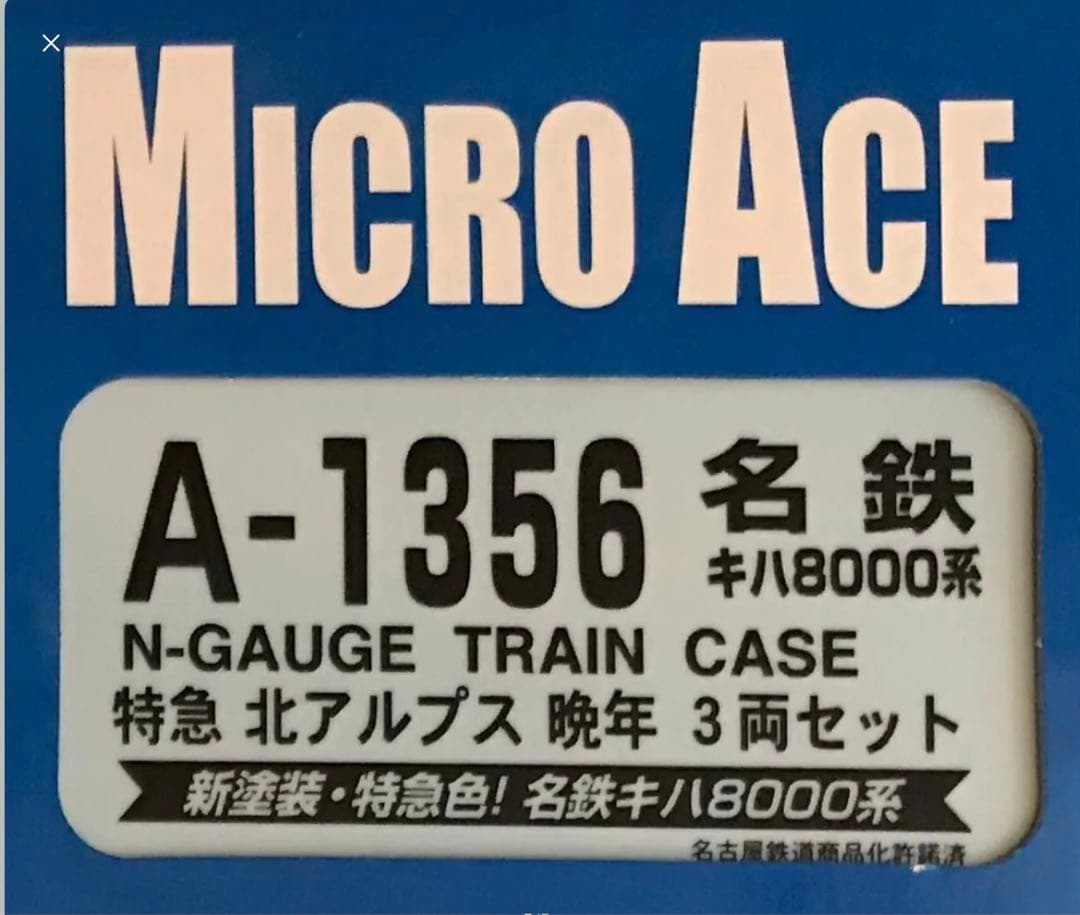 MICRO ACE
A-1356 名鉄
キハ8000系
N-GAUGE TRAIN CASE
特急 北アルプス 晩年 3両セット
新塗装・特急色! 名鉄キハ8000系
名古屋鉄道商品化許諾済